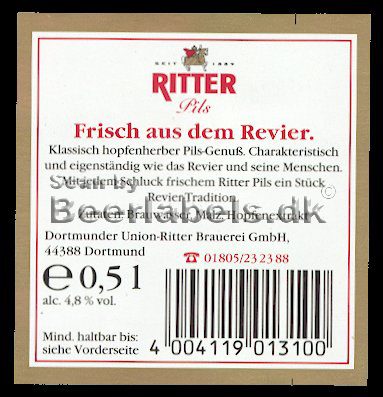 SEIT 1889
RITTER
Pils
Frisch aus dem Revier.
Klassisch hopfenherber Pils-Genuß. Charakteristisch
und eigenständig wie das Revier und seine Menschen.
Mit jedem Schluck frischem Ritter Pils ein Stück
Revier-Tradition.
Scan by
Beerlabels.dk ©
Zutaten: Brauwasser, Malz, Hopfenextrakt
Dortmunder Union-Ritter Brauerei GmbH,
44388 Dortmund
☎ 01805/23 23 88
e 0,5 l
alc. 4,8 % vol.
Mind. haltbar bis:
siehe Vorderseite
4 004119 013100